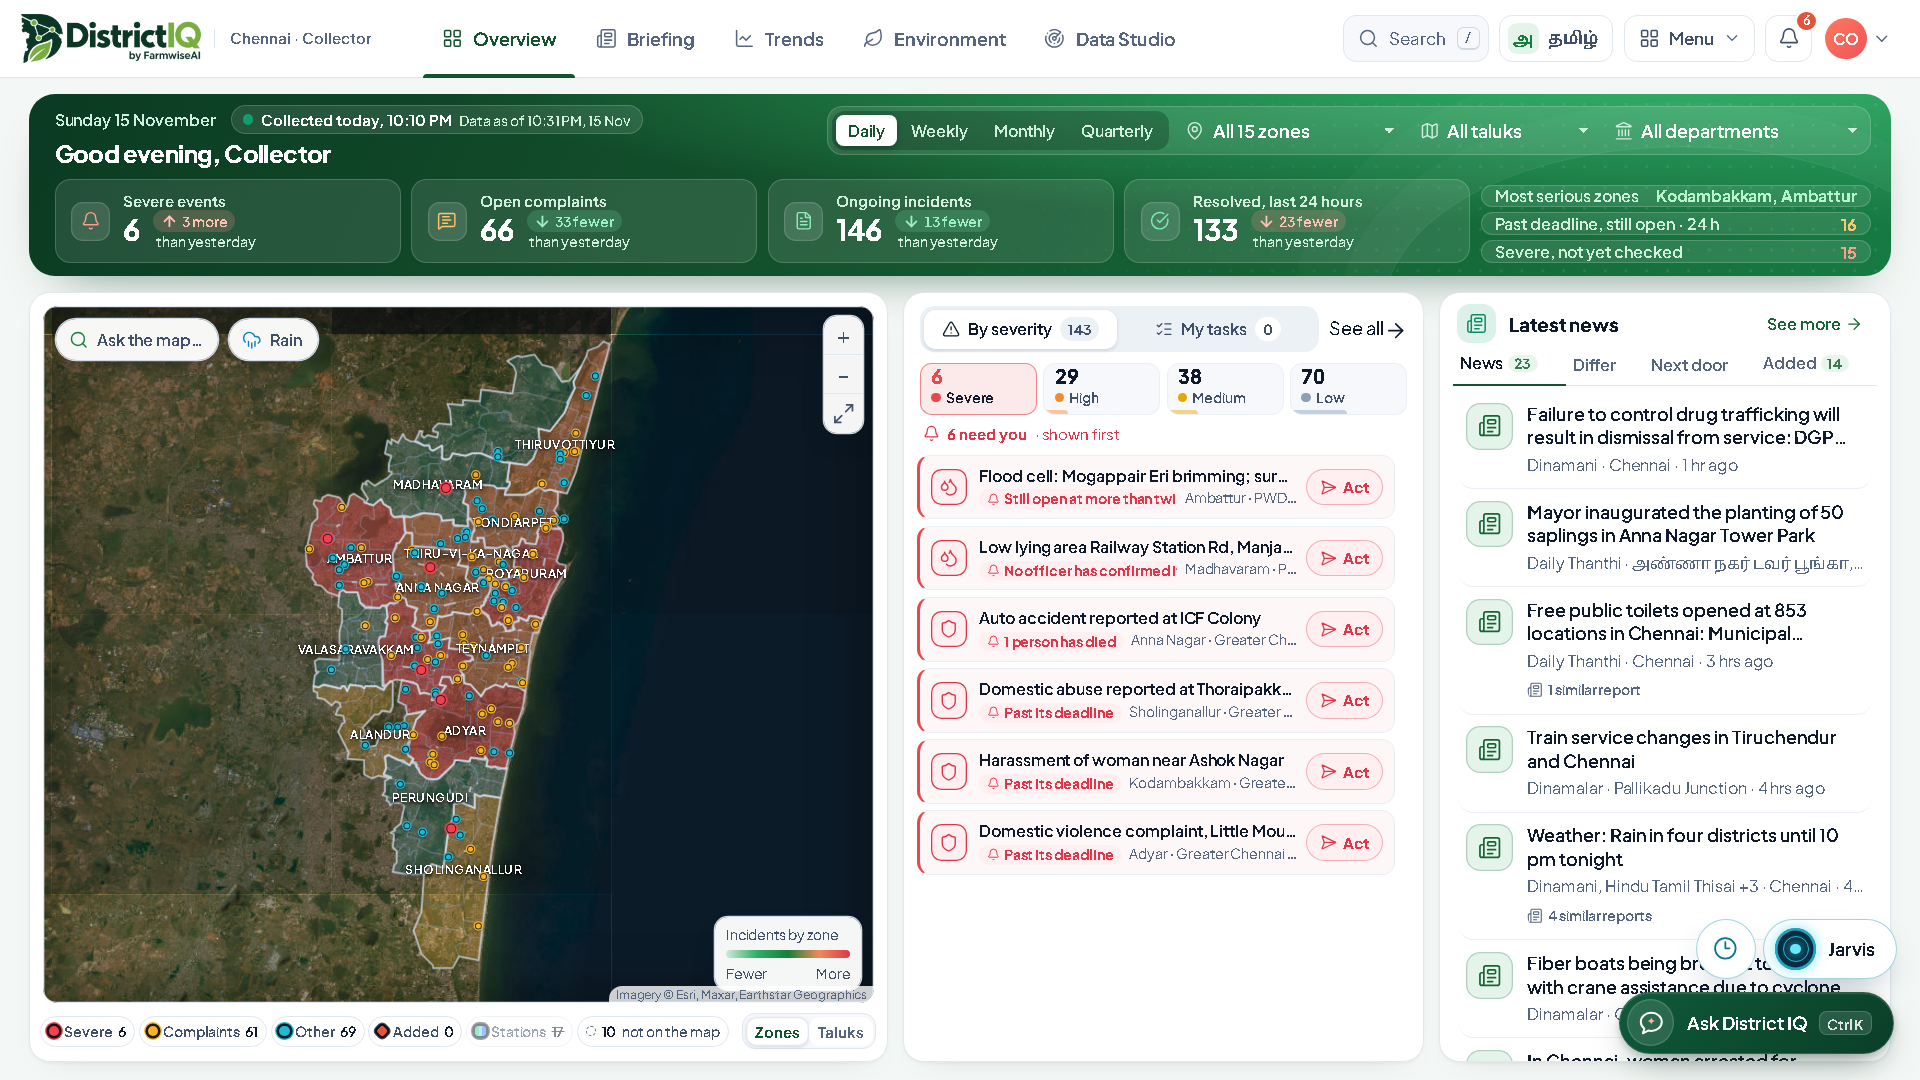 DistrictIQ
by FarmwiseAI
Chennai · Collector
Overview
Briefing
Trends
Environment
Data Studio
Search /
அ தமிழ்
Menu
6
CO
Sunday 15 November
Collected today, 10:10 PM Data as of 10:31 PM, 15 Nov
Good evening, Collector
Daily Weekly Monthly Quarterly
All 15 zones
All taluks
All departments
Severe events
6 3 more
than yesterday
Open complaints
66 33 fewer
than yesterday
Ongoing incidents
146 13 fewer
than yesterday
Resolved, last 24 hours
133 23 fewer
than yesterday
Most serious zones Kodambakkam, Ambattur
Past deadline, still open · 24 h 16
Severe, not yet checked 15
Ask the map...
Rain
+
−
THIRUVOTTIYUR
MADHAVARAM
TONDIARPET
AMBATTUR
THIRU-VI-KA-NAGAR
ROYAPURAM
ANNA NAGAR
VALASARAVAKKAM
TEYNAMPET
ALANDUR
ADYAR
PERUNGUDI
SHOLINGANALLUR
Incidents by zone
Fewer More
Imagery © Esri, Maxar, Earthstar Geographics
Severe 6
Complaints 61
Other 69
Added 0
Stations 17
10 not on the map
Zones Taluks
By severity 143
My tasks 0
See all
6
Severe
29
High
38
Medium
70
Low
6 need you · shown first
Flood cell: Mogappair Eri brimming; sur...
Still open at more than twi Ambattur · PWD...
Act
Low lying area Railway Station Rd, Manja...
No officer has confirmed i Madhavaram · P...
Act
Auto accident reported at ICF Colony
1 person has died Anna Nagar · Greater Ch...
Act
Domestic abuse reported at Thoraipakk...
Past its deadline Sholinganallur · Greater ...
Act
Harassment of woman near Ashok Nagar
Past its deadline Kodambakkam · Greate...
Act
Domestic violence complaint, Little Mou...
Past its deadline Adyar · Greater Chennai ...
Act
Latest news
See more
News 23
Differ
Next door
Added 14
Failure to control drug trafficking will
result in dismissal from service: DGP...
Dinamani · Chennai · 1 hr ago
Mayor inaugurated the planting of 50
saplings in Anna Nagar Tower Park
Daily Thanthi · அண்ணா நகர் டவர் பூங்கா,...
Free public toilets opened at 853
locations in Chennai: Municipal...
Daily Thanthi · Chennai · 3 hrs ago
1 similar report
Train service changes in Tiruchendur
and Chennai
Dinamalar · Pallikadu Junction · 4 hrs ago
Weather: Rain in four districts until 10
pm tonight
Dinamani, Hindu Tamil Thisai +3 · Chennai · 4...
4 similar reports
Fiber boats being
with crane assistance due to cyclone
Dinamalar ·
In Chennai, woman arrested for
Jarvis
Ask District IQ Ctrl K